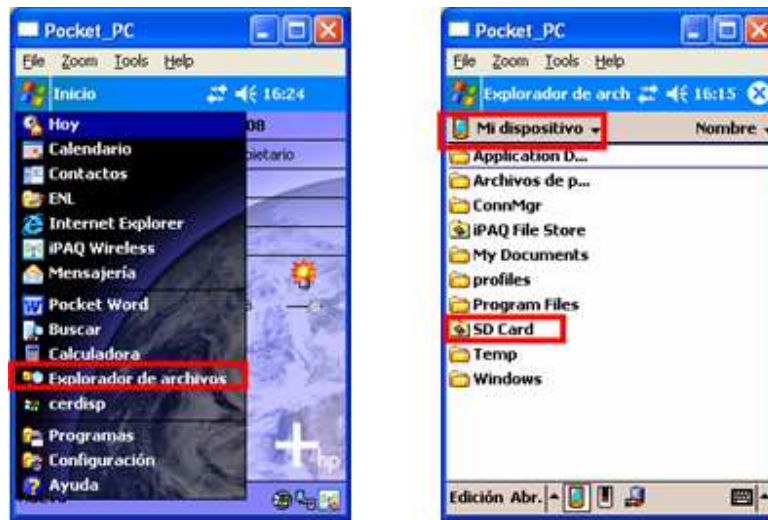 Pocket_PC
File Zoom Tools Help
Inicio 16:24
Hoy
08
Calendario
pietario
Contactos
ENL
Internet Explorer
iPAQ Wireless
Mensajería
Pocket Word
Buscar
Calculadora
Explorador de archivos
cerdisp
Programas
Configuración
Ayuda
hp
Pocket_PC
File Zoom Tools Help
Explorador de arch 16:15
Mi dispositivo Nombre
Application D...
Archivos de p...
ConnMgr
iPAQ File Store
My Documents
profiles
Program Files
SD Card
Temp
Windows
Edición Abr.